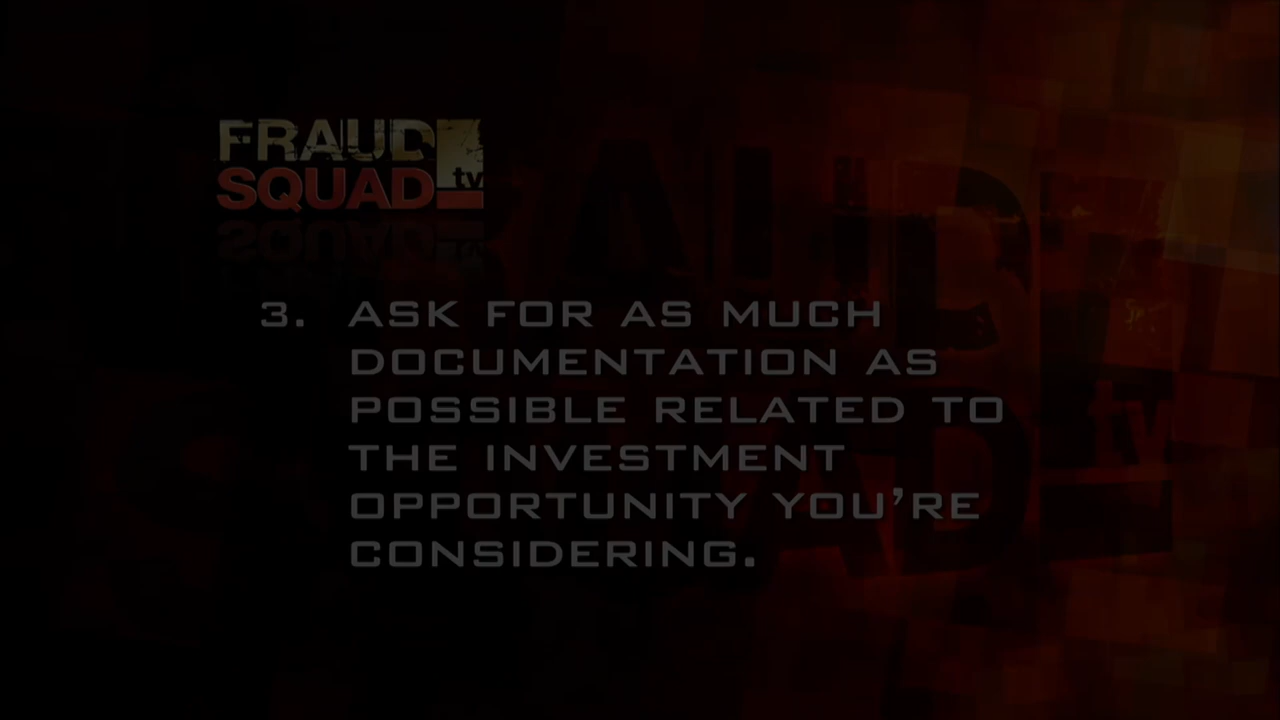 FRAUD
SQUAD tv
3. ASK FOR AS MUCH
DOCUMENTATION AS
POSSIBLE RELATED TO
THE INVESTMENT
OPPORTUNITY YOU'RE
CONSIDERING.